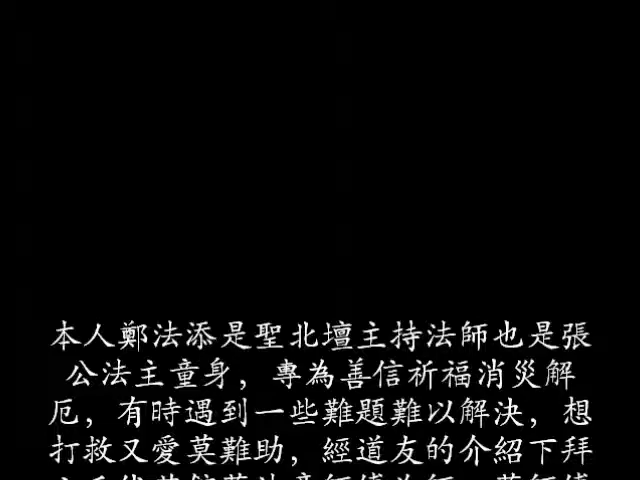 本人鄭法添是聖北壇主持法師也是張
公法主童身，專為善信祈福消災解
厄，有時遇到一些難題難以解決，想
打救又愛莫難助，經道友的介紹下拜